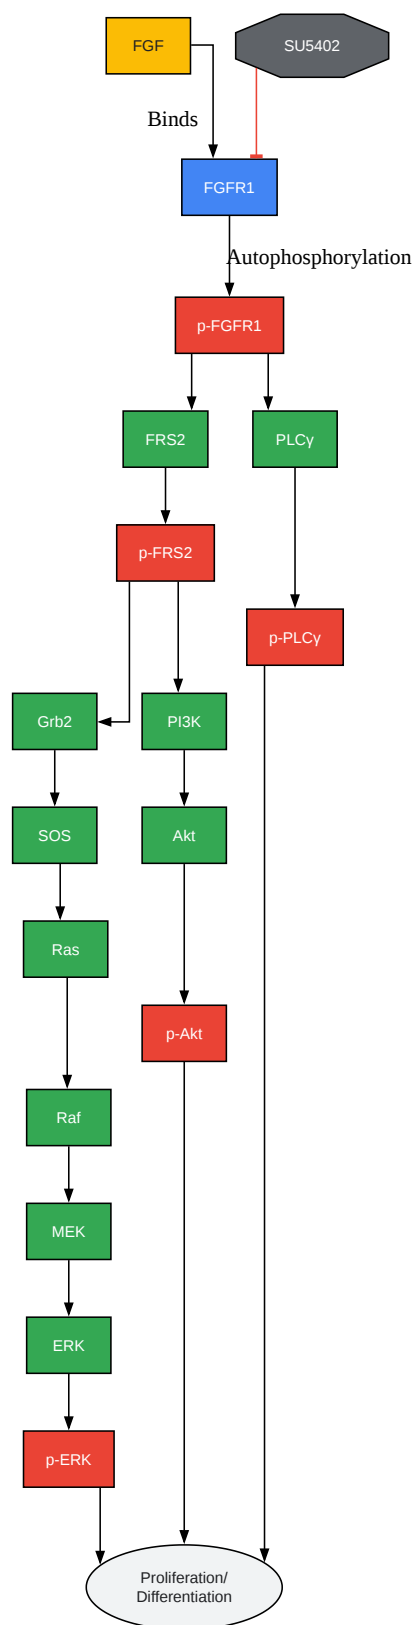 FGF
SU5402
Binds
FGFR1
Autophosphorylation
p-FGFR1
FRS2
PLCγ
p-FRS2
p-PLCγ
Grb2
PI3K
SOS
Akt
Ras
p-Akt
Raf
MEK
ERK
p-ERK
Proliferation/
Differentiation